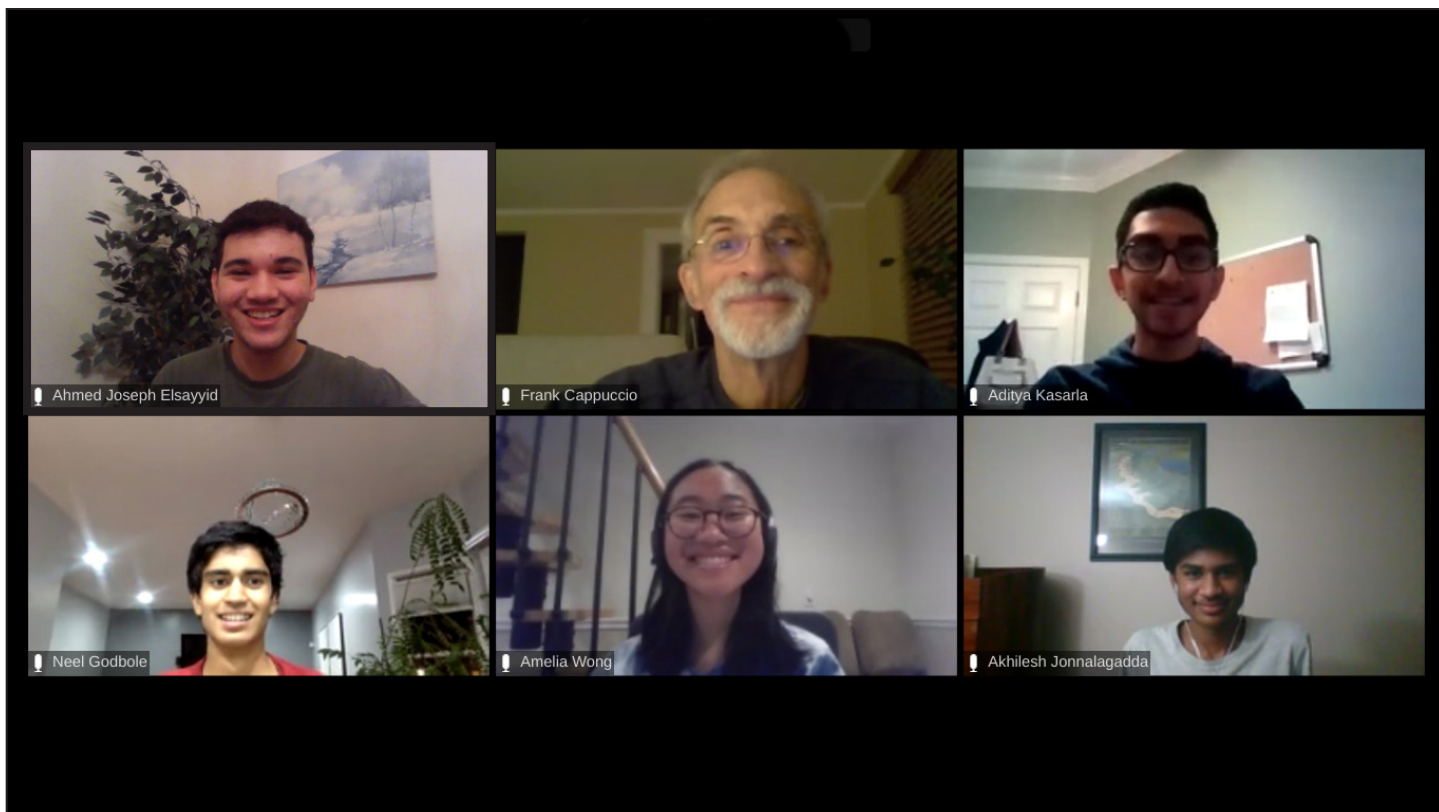 Ahmed Joseph Elsayyid
Frank Cappuccio
Aditya Kasarla
Neel Godbole
Amelia Wong
Akhilesh Jonnalagadda